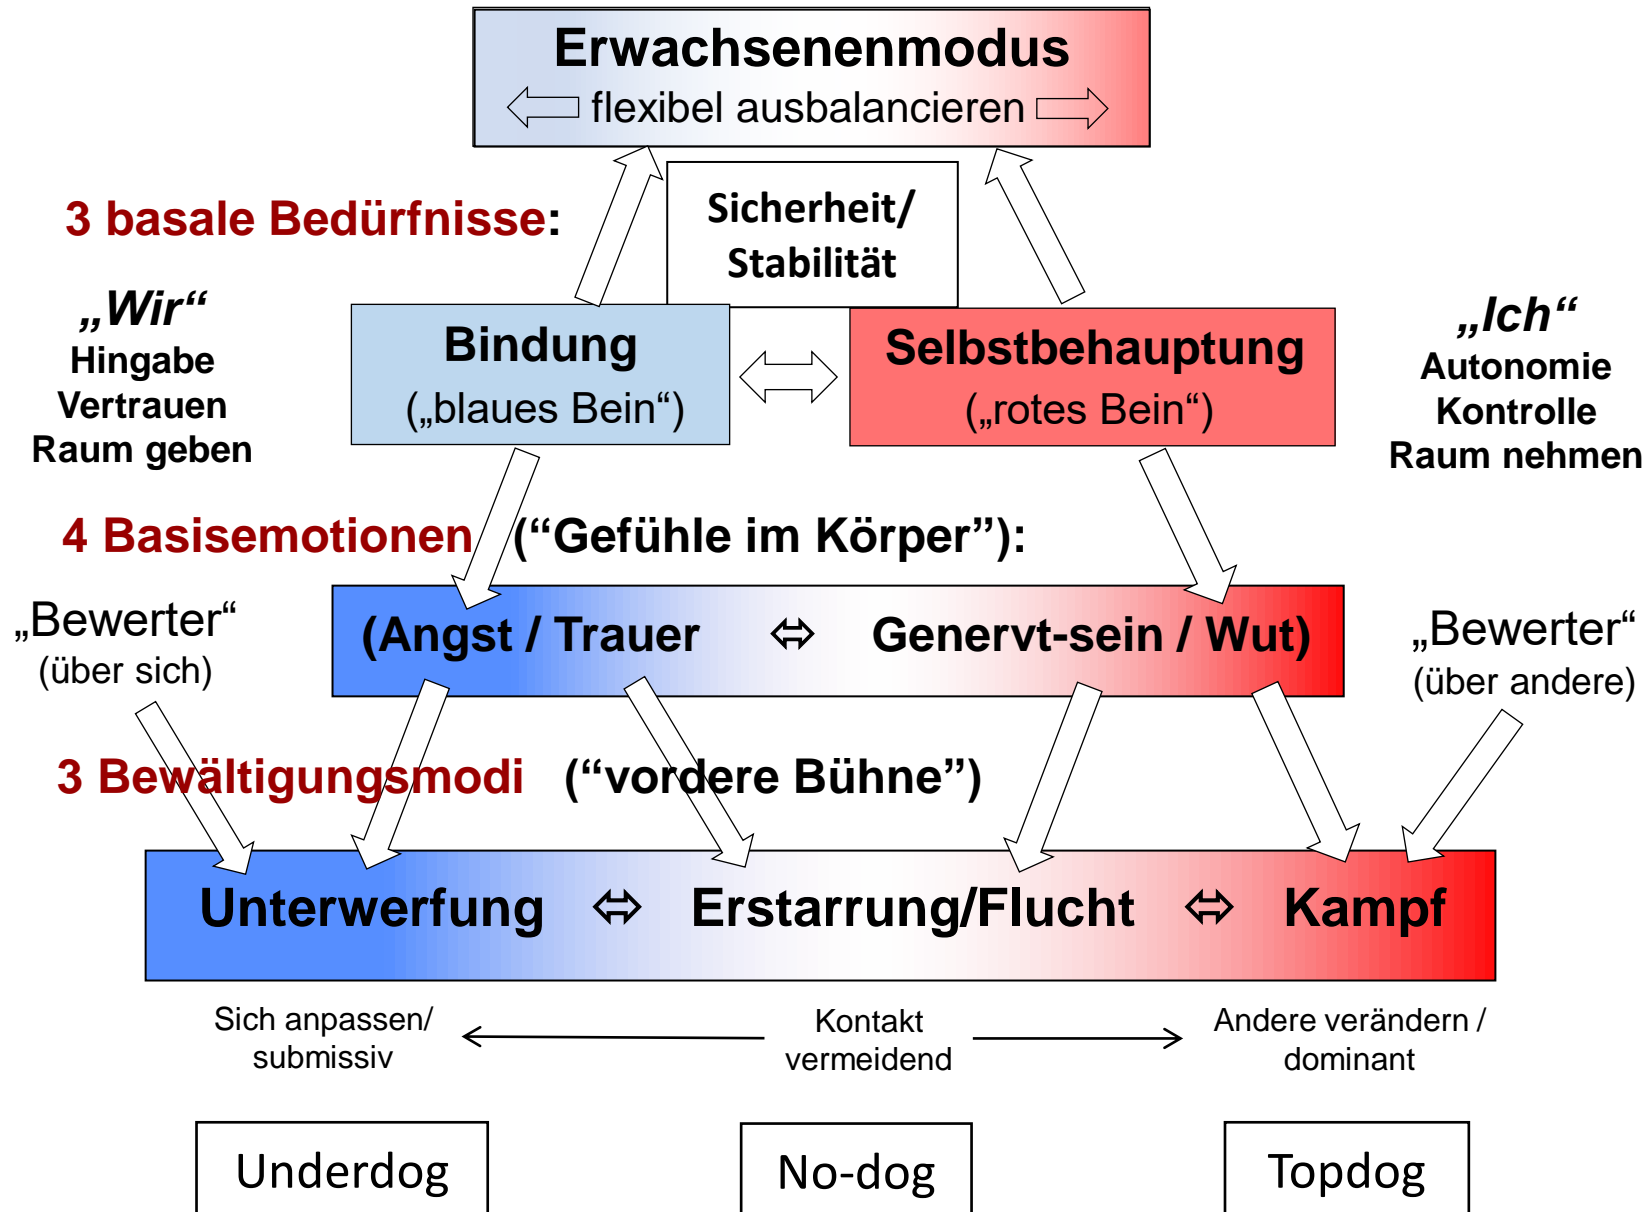 Erwachsenenmodus
flexibel ausbalancieren
Sicherheit/
Stabilität
3 basale Bedürfnisse:
„Wir“
Hingabe
Vertrauen
Raum geben
Bindung
(„blaues Bein“)
Selbstbehauptung
(„rotes Bein“)
„Ich“
Autonomie
Kontrolle
Raum nehmen
4 Basisemotionen (“Gefühle im Körper”):
„Bewerter“
(über sich)
(Angst / Trauer ⬄ Genervt-sein / Wut)
„Bewerter“
(über andere)
3 Bewältigungsmodi (“vordere Bühne”)
Unterwerfung ⬄ Erstarrung/Flucht ⬄ Kampf
Sich anpassen/
submissiv
Kontakt
vermeidend
Andere verändern /
dominant
Underdog
No-dog
Topdog